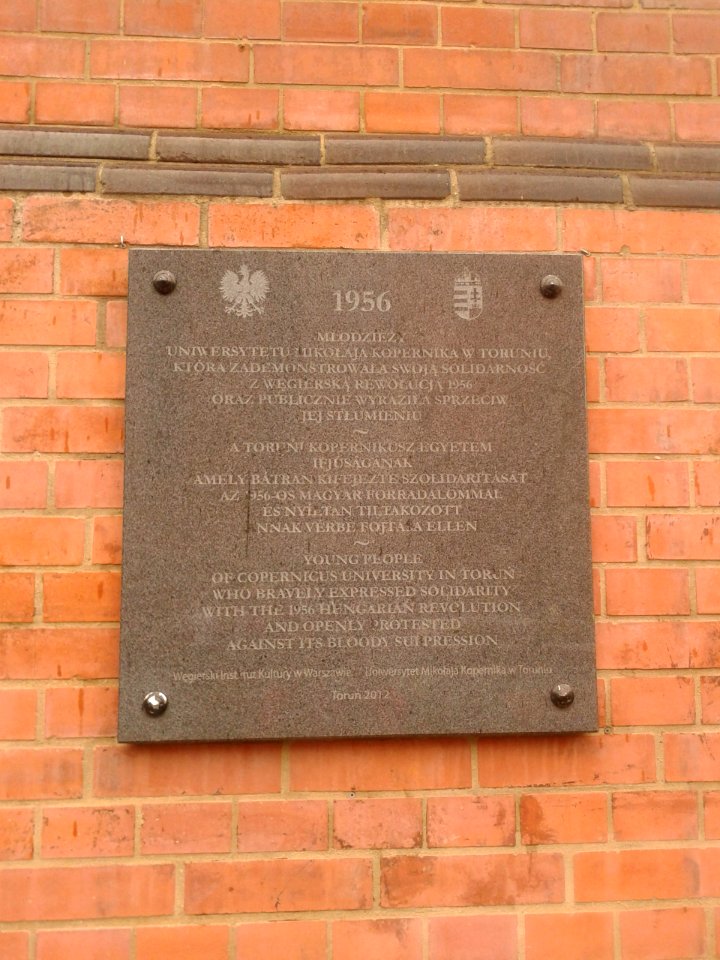 1956
MŁODZIEŻY
UNIWERSYTETU MIKOŁAJA KOPERNIKA W TORUNIU,
KTÓRA ZADEMONSTROWAŁA SWOJĄ SOLIDARNOŚĆ
Z WĘGIERSKĄ REWOLUCJĄ 1956
ORAZ PUBLICZNIE WYRAZIŁA SPRZECIW
JEJ STŁUMIENIU
~
A TORUNI KOPERNIKUSZ EGYETEM
IFJÚSÁGÁNAK
AMELY BÁTRAN KIFEJEZTE SZOLIDARITÁSÁT
AZ 1956-OS MAGYAR FORRADALOMMAL
ÉS NYÍLTAN TILTAKOZOTT
NNAK VÉRBE FOJTÁSA ELLEN
~
YOUNG PEOPLE
OF COPERNICUS UNIVERSITY IN TORUŃ
WHO BRAVELY EXPRESSED SOLIDARITY
WITH THE 1956 HUNGARIAN REVOLUTION
AND OPENLY PROTESTED
AGAINST ITS BLOODY SUPPRESSION
Węgierski Instytut Kultury w Warszawie Uniwersytet Mikołaja Kopernika w Toruniu
Toruń 2012